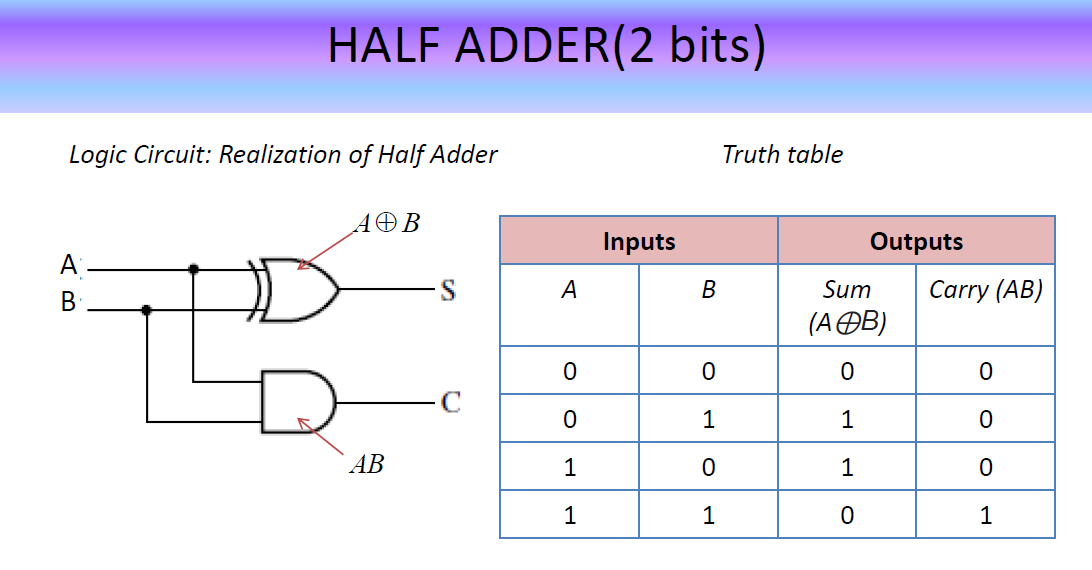 HALF ADDER(2 bits)
Logic Circuit: Realization of Half Adder
Truth table
A⊕B
A
B
S
C
AB
Inputs Outputs
A B Sum Carry (AB)
(A⊕B)
0 0 0 0
0 1 1 0
1 0 1 0
1 1 0 1